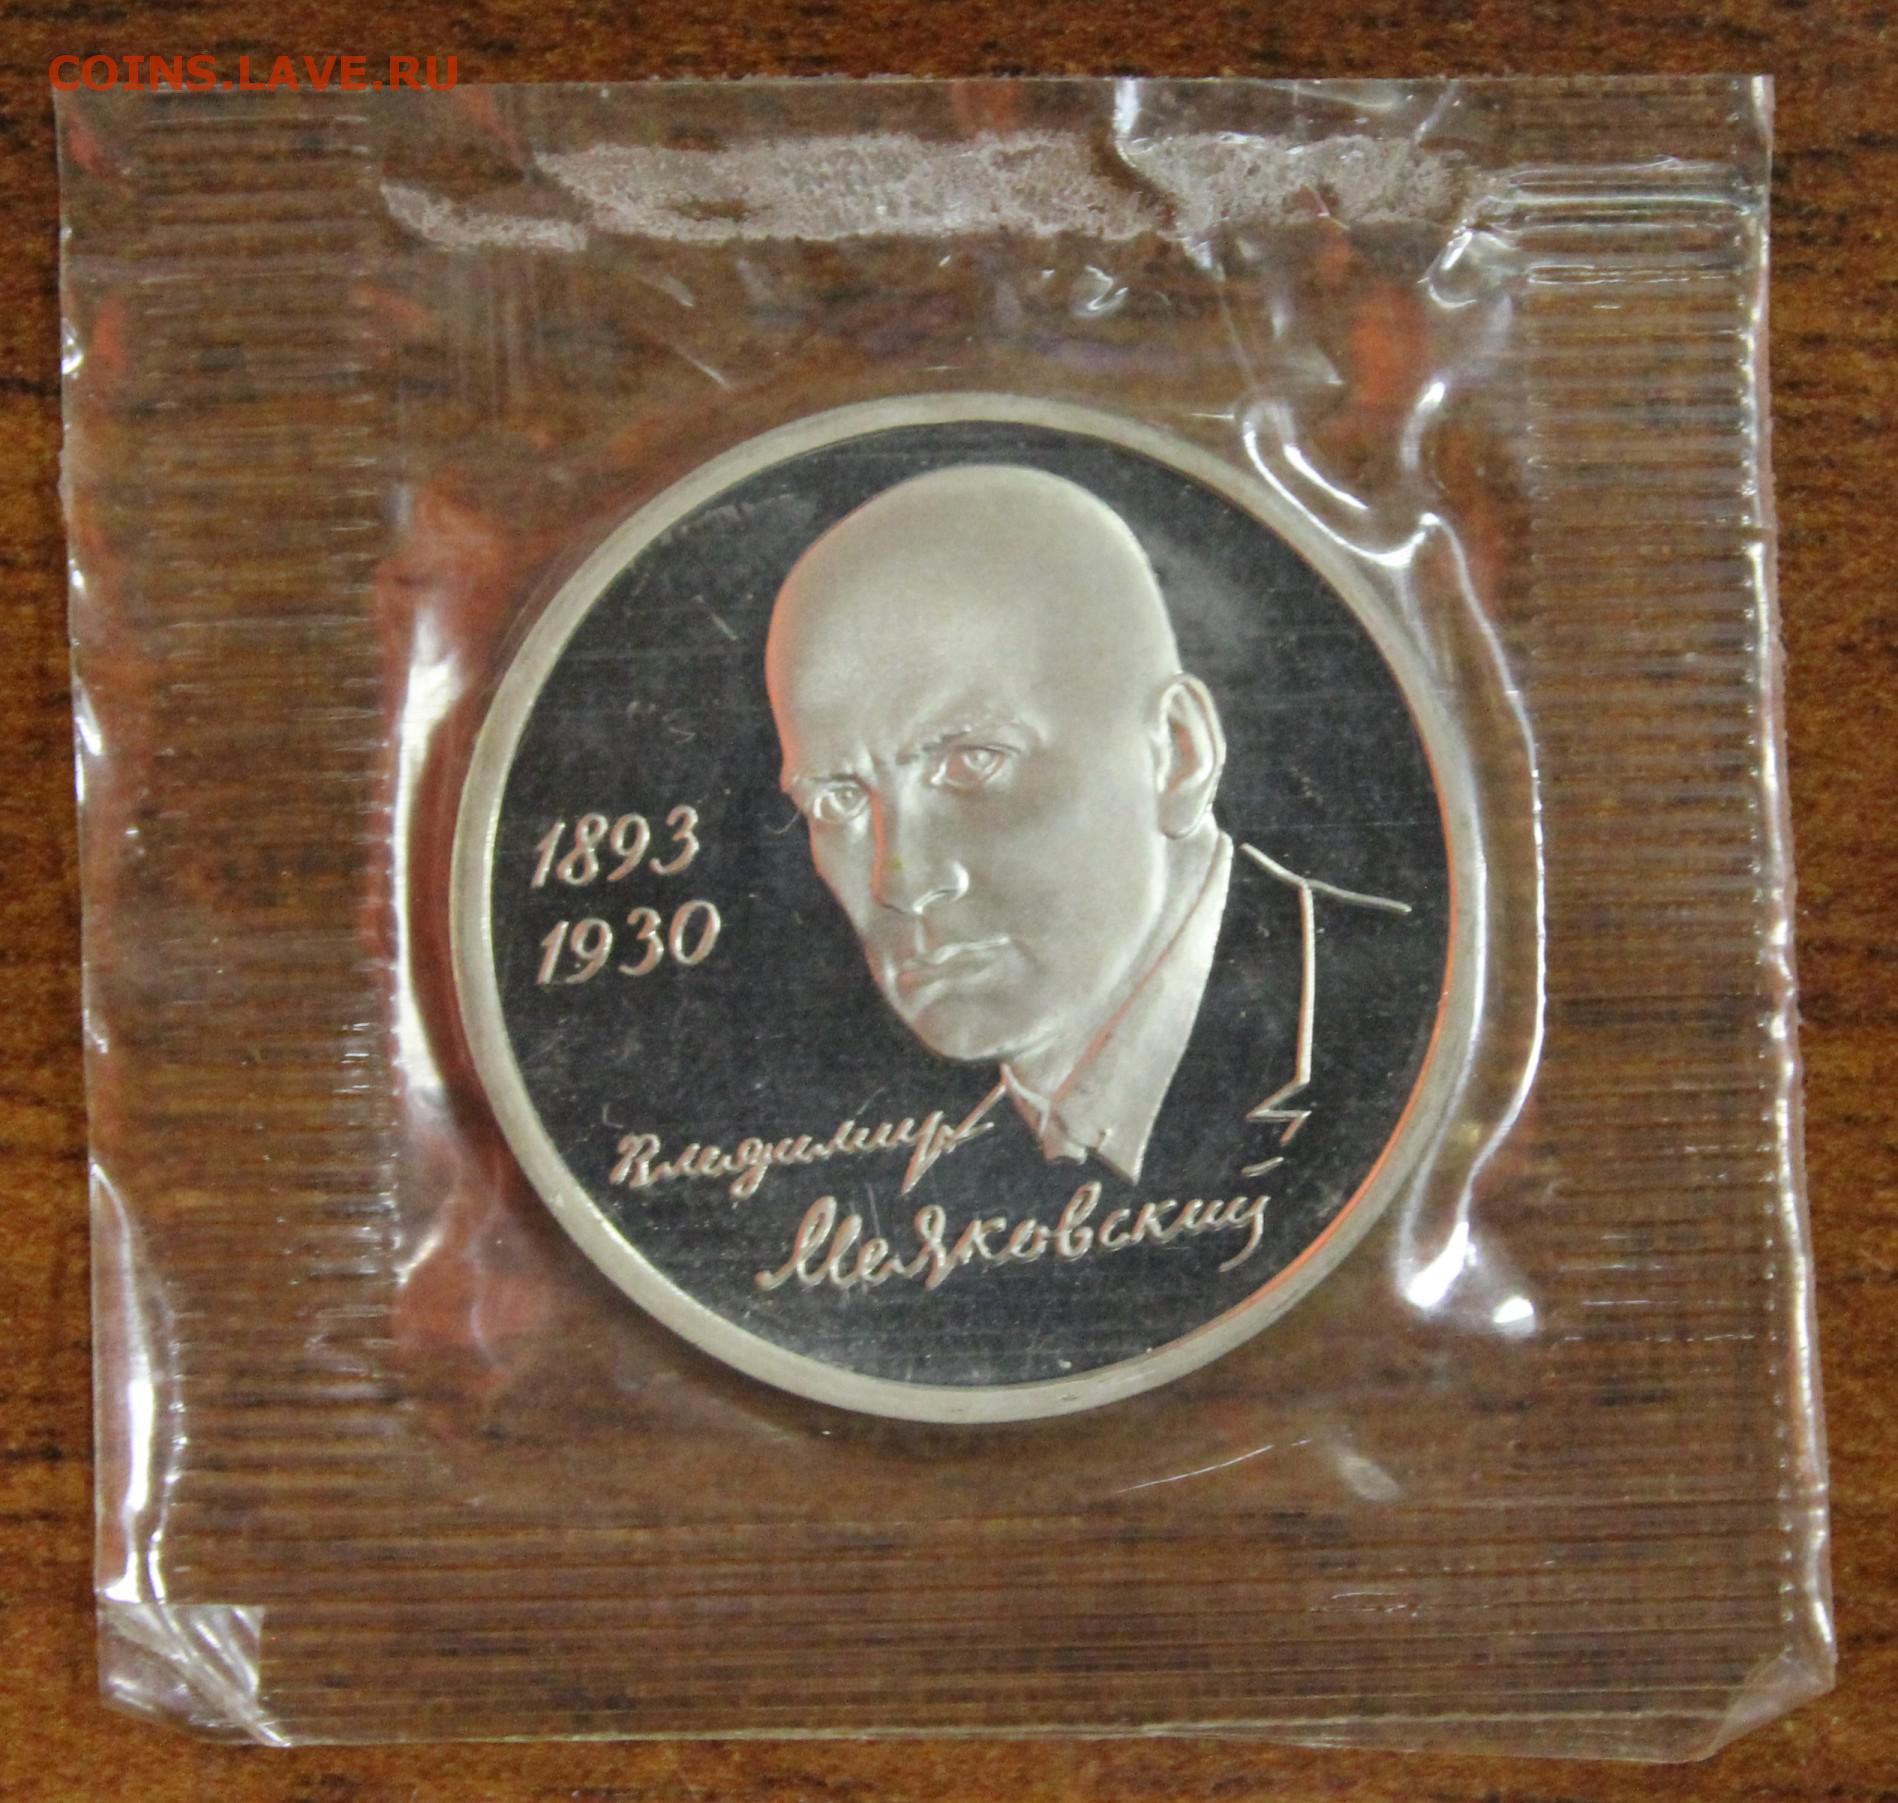 COINS.LAVE.RU
1893
1930
Владимир
Маяковский